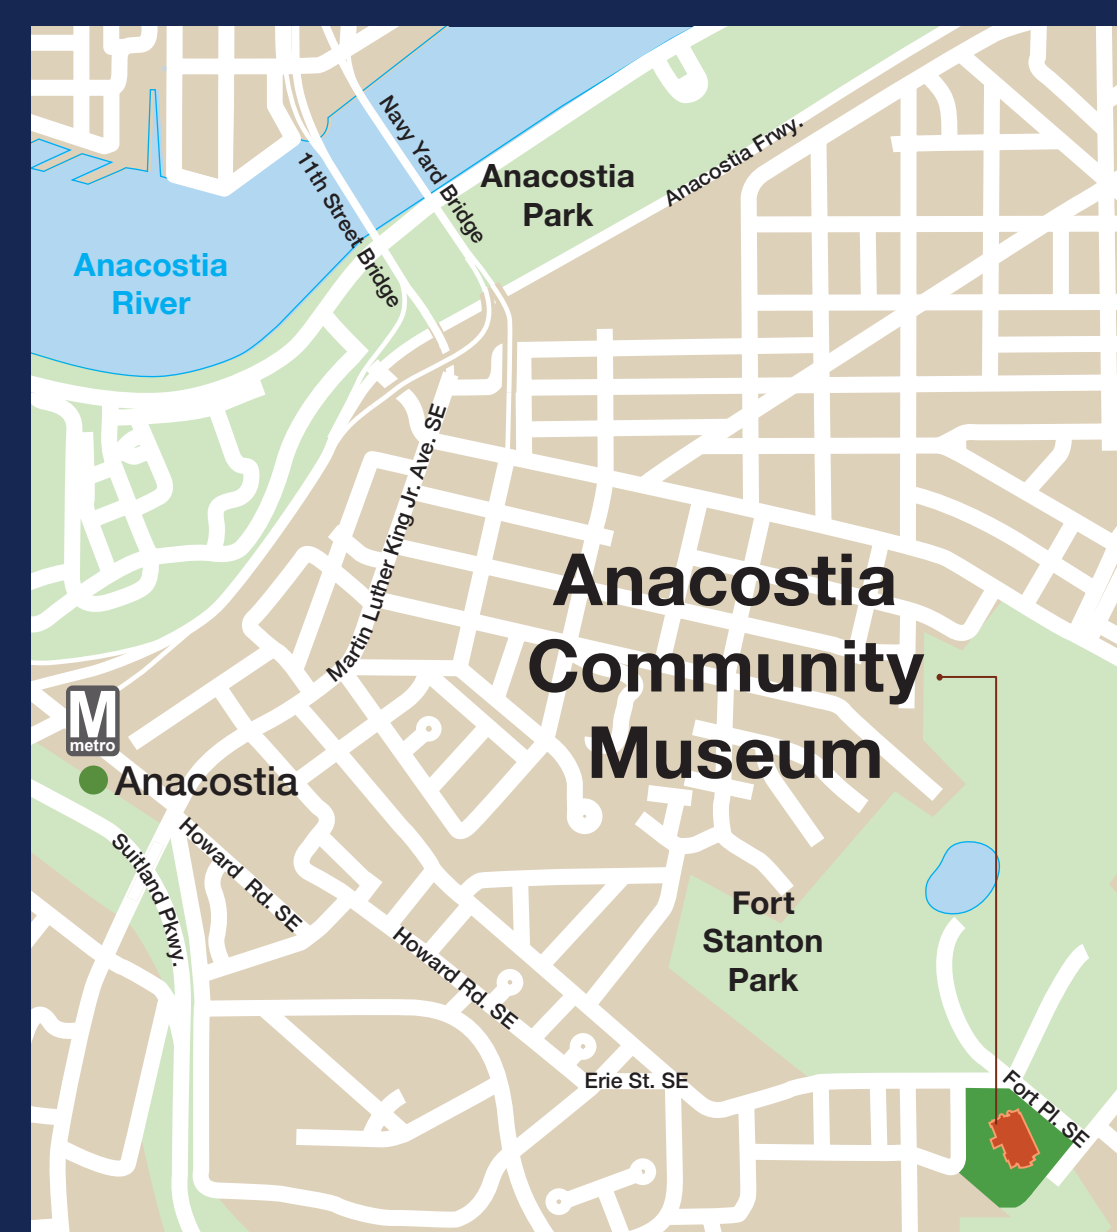 Navy Yard Bridge
11th Street Bridge
Anacostia
Park
Anacostia Frwy.
Anacostia
River
Martin Luther King Jr. Ave. SE
Anacostia
Community
Museum
M
metro
Anacostia
Howard Rd. SE
Suitland Pkwy.
Fort
Stanton
Park
Howard Rd. SE
Erie St. SE
Fort Pl. SE